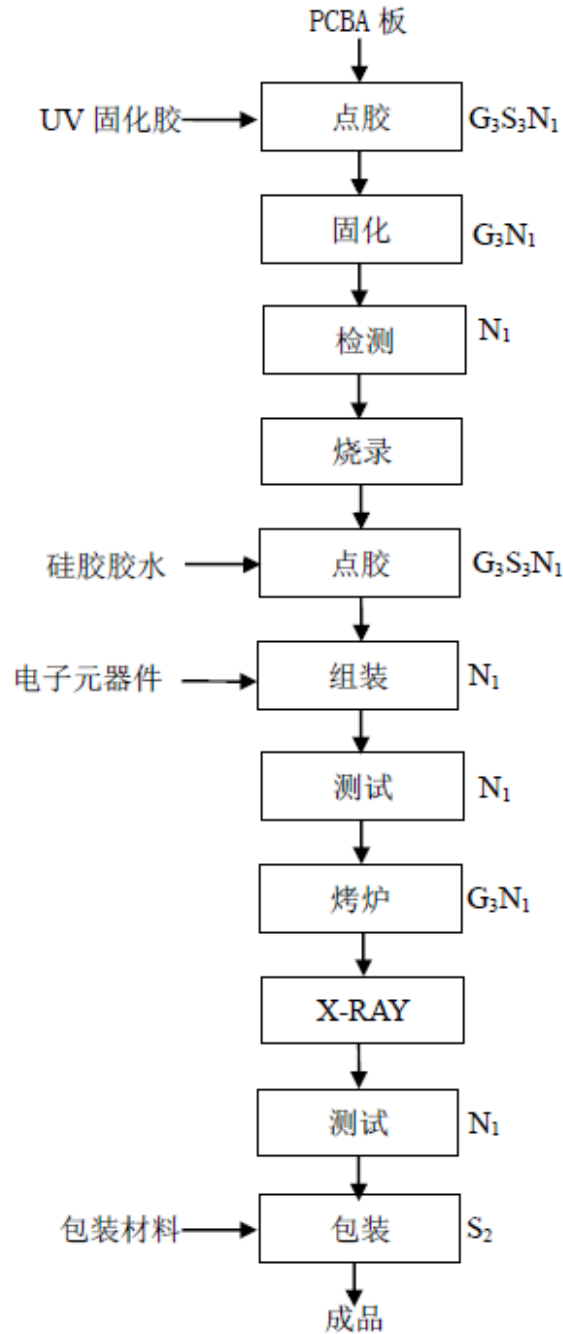 PCBA 板
UV 固化胶
点胶
G₃S₃N₁
固化
G₃N₁
检测
N₁
烧录
硅胶胶水
点胶
G₃S₃N₁
电子元器件
组装
N₁
测试
N₁
烤炉
G₃N₁
X-RAY
测试
N₁
包装材料
包装
S₂
成品